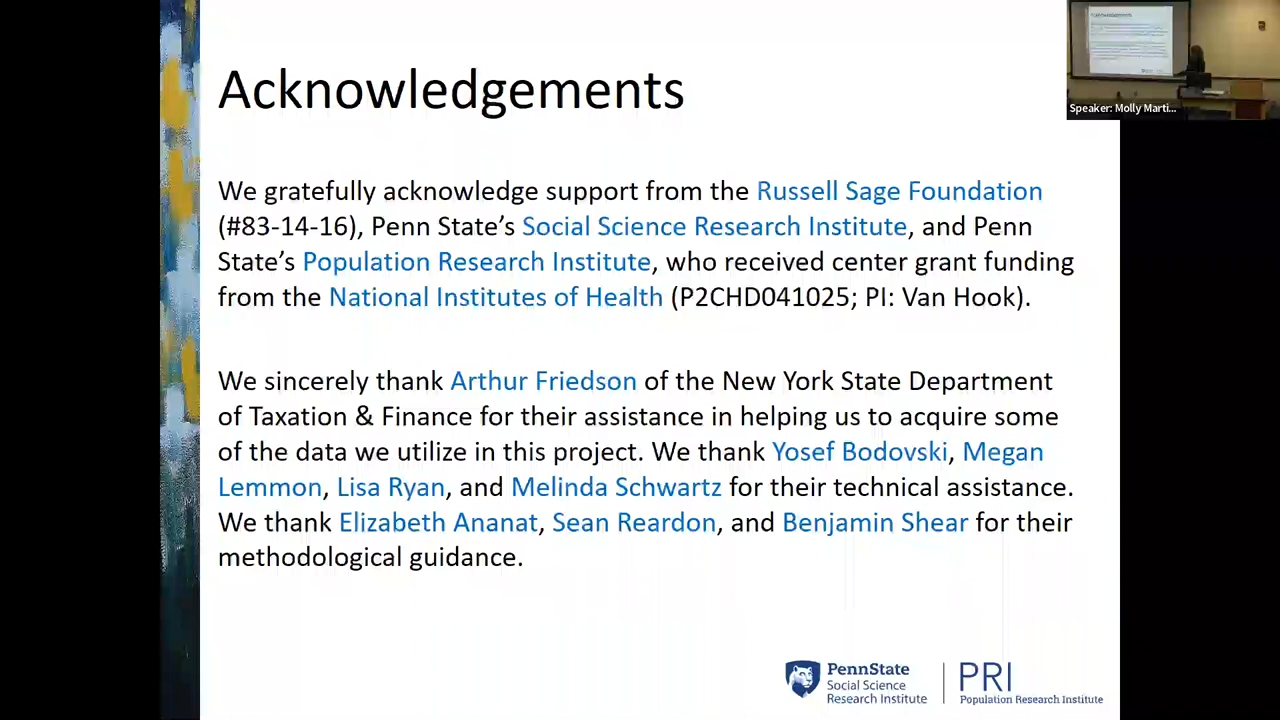 Acknowledgements
Speaker: Molly Marti...
We gratefully acknowledge support from the Russell Sage Foundation
(#83-14-16), Penn State’s Social Science Research Institute, and Penn
State’s Population Research Institute, who received center grant funding
from the National Institutes of Health (P2CHD041025; PI: Van Hook).
We sincerely thank Arthur Friedson of the New York State Department
of Taxation & Finance for their assistance in helping us to acquire some
of the data we utilize in this project. We thank Yosef Bodovski, Megan
Lemmon, Lisa Ryan, and Melinda Schwartz for their technical assistance.
We thank Elizabeth Ananat, Sean Reardon, and Benjamin Shear for their
methodological guidance.
PennState
Social Science
Research Institute
PRI
Population Research Institute